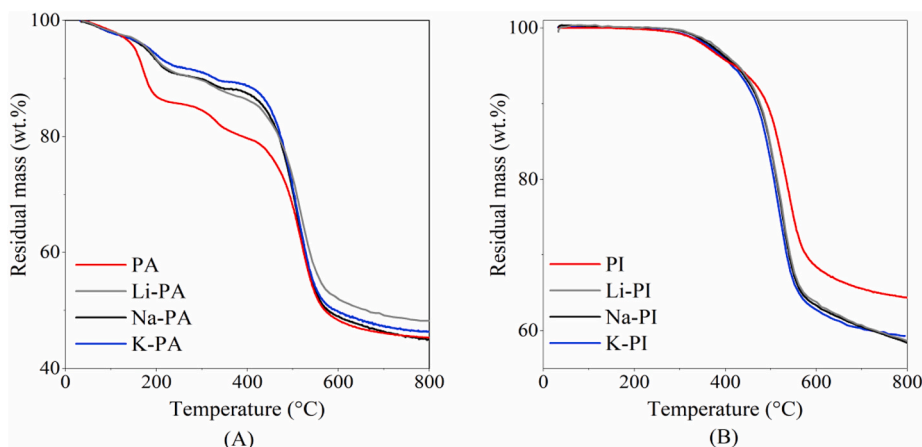 100
80
60
40
Residual mass (wt.%)
PA
Li-PA
Na-PA
K-PA
0 200 400 600 800
Temperature (°C)
(A)
100
80
60
Residual mass (wt.%)
PI
Li-PI
Na-PI
K-PI
0 200 400 600 800
Temperature (°C)
(B)